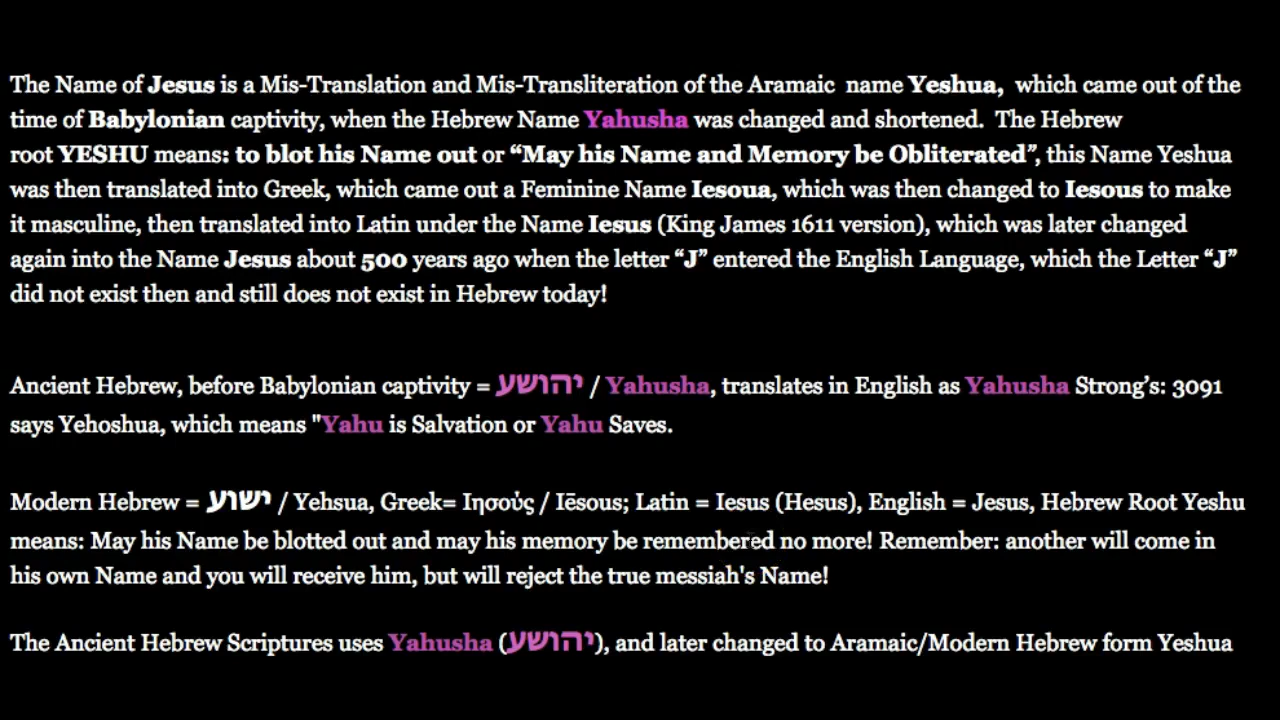 The Name of Jesus is a Mis-Translation and Mis-Transliteration of the Aramaic name Yeshua, which came out of the
time of Babylonian captivity, when the Hebrew Name Yahusha was changed and shortened. The Hebrew
root YESHU means: to blot his Name out or “May his Name and Memory be Obliterated”, this Name Yeshua
was then translated into Greek, which came out a Feminine Name Iesoua, which was then changed to Iesous to make
it masculine, then translated into Latin under the Name Iesus (King James 1611 version), which was later changed
again into the Name Jesus about 500 years ago when the letter “J” entered the English Language, which the Letter “J”
did not exist then and still does not exist in Hebrew today!
Ancient Hebrew, before Babylonian captivity = יהושע / Yahusha, translates in English as Yahusha Strong’s: 3091
says Yehoshua, which means "Yahu is Salvation or Yahu Saves.
Modern Hebrew = ישוע / Yehsua, Greek= Ιησούς / Iēsous; Latin = Iesus (Hesus), English = Jesus, Hebrew Root Yeshu
means: May his Name be blotted out and may his memory be remembered no more! Remember: another will come in
his own Name and you will receive him, but will reject the true messiah's Name!
The Ancient Hebrew Scriptures uses Yahusha (יהושע), and later changed to Aramaic/Modern Hebrew form Yeshua